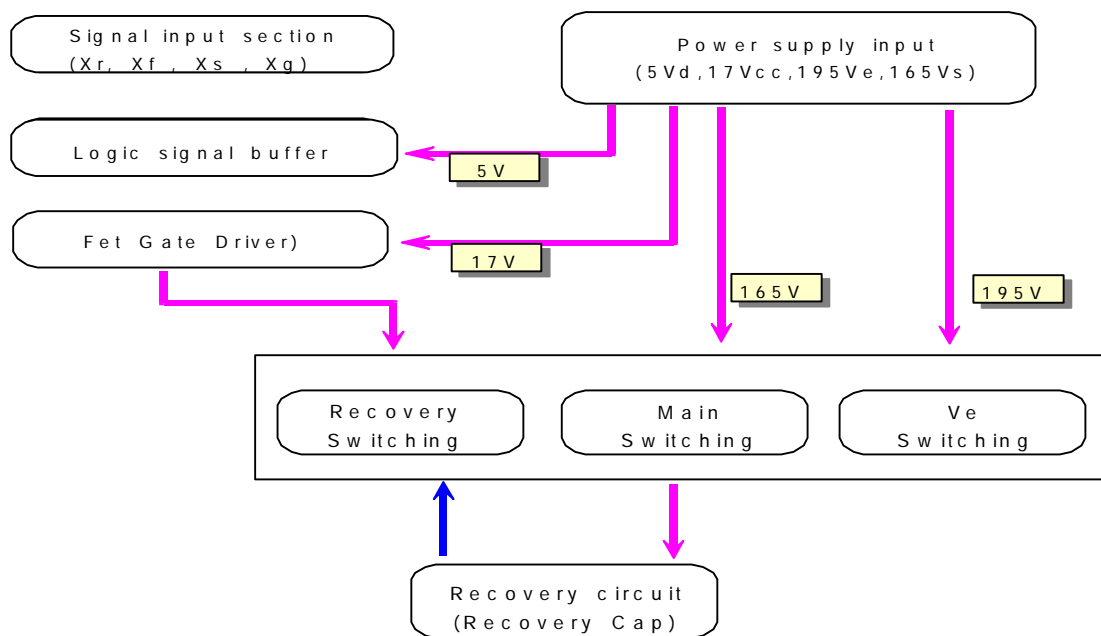 Signal input section
(Xr, Xf , Xs , Xg)
Power supply input
(5Vd,17Vcc,195Ve,165Vs)
Logic signal buffer
5V
Fet Gate Driver)
17V
165V
195V
Recovery
Switching
Main
Switching
Ve
Switching
Recovery circuit
(Recovery Cap)